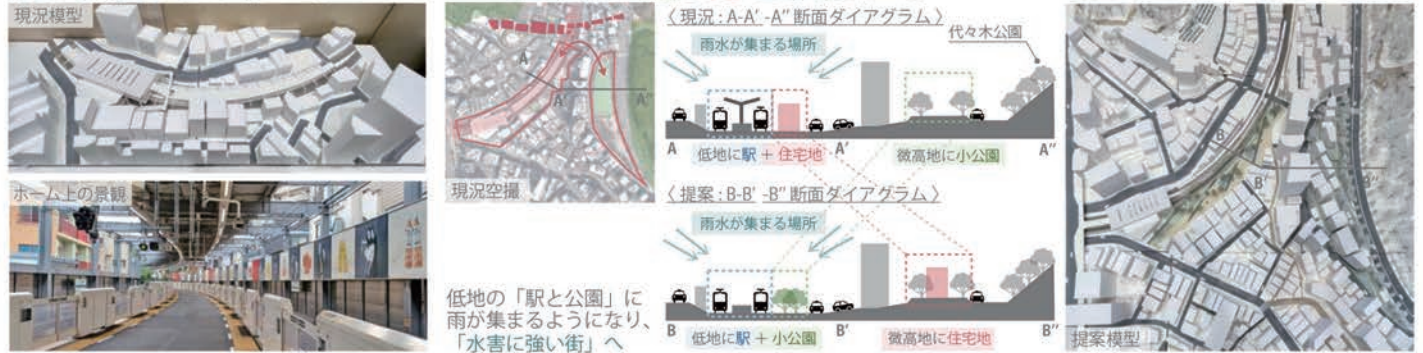 現況模型
ホーム上の景観
A
A'
A''
現況空撮
低地の「駅と公園」に
雨が集まるようになり、
「水害に強い街」へ
〈 現況 : A-A' -A'' 断面ダイアグラム 〉
代々木公園
雨水が集まる場所
A
A'
A''
低地に駅 + 住宅地
微高地に小公園
〈 提案 : B-B' -B'' 断面ダイアグラム 〉
雨水が集まる場所
B
B'
B''
低地に駅 + 小公園
微高地に住宅地
B
B'
B''
提案模型